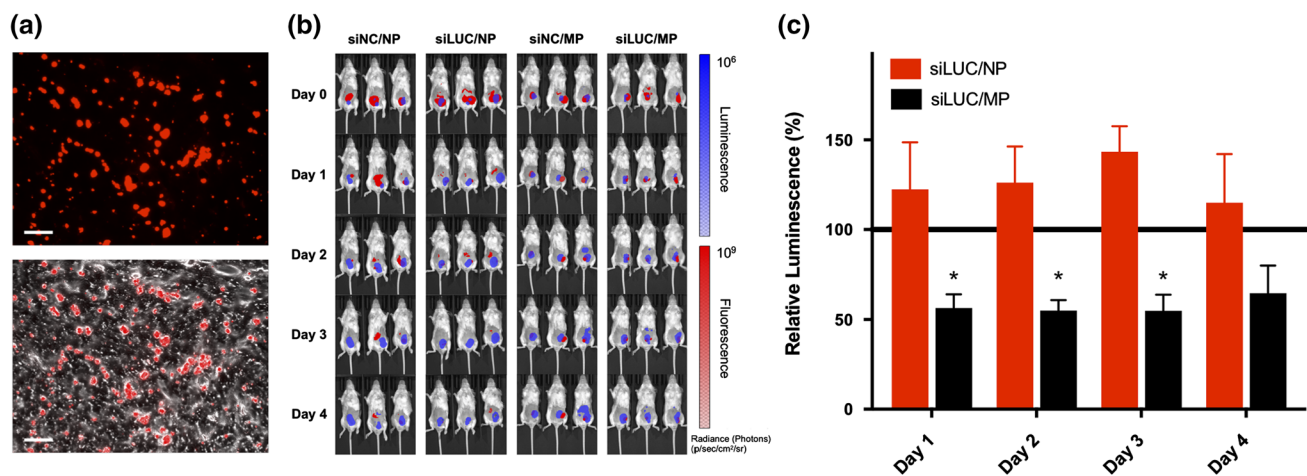 (a)
(b)
siNC/NP siLUC/NP siNC/MP siLUC/MP
Day 0
Day 1
Day 2
Day 3
Day 4
10⁶
Luminescence
10⁹
Fluorescence
Radiance (Photons)
(p/sec/cm²/sr)
(c)
siLUC/NP
siLUC/MP
Relative Luminescence (%)
150
100
50
0
* * *
Day 1 Day 2 Day 3 Day 4